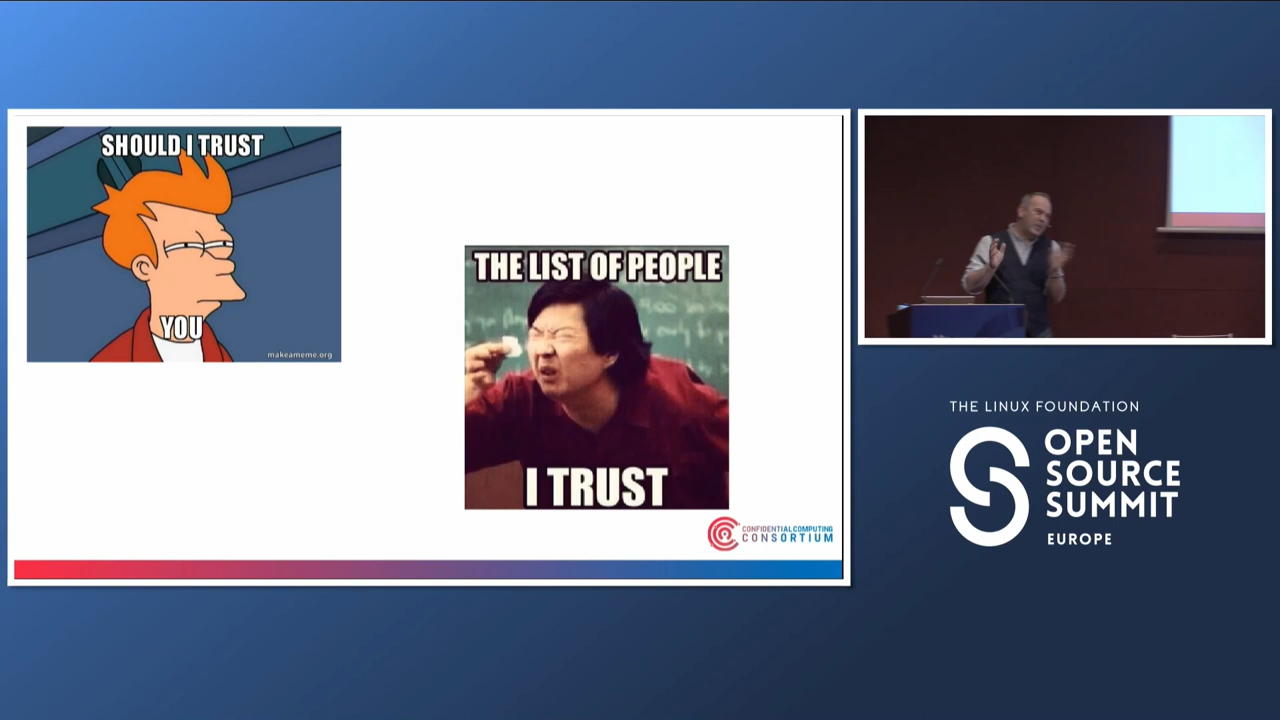 SHOULD I TRUST
YOU
makeameme.org
THE LIST OF PEOPLE
I TRUST
CONFIDENTIAL COMPUTING
CONSORTIUM
THE LINUX FOUNDATION
OPEN
SOURCE
SUMMIT
EUROPE